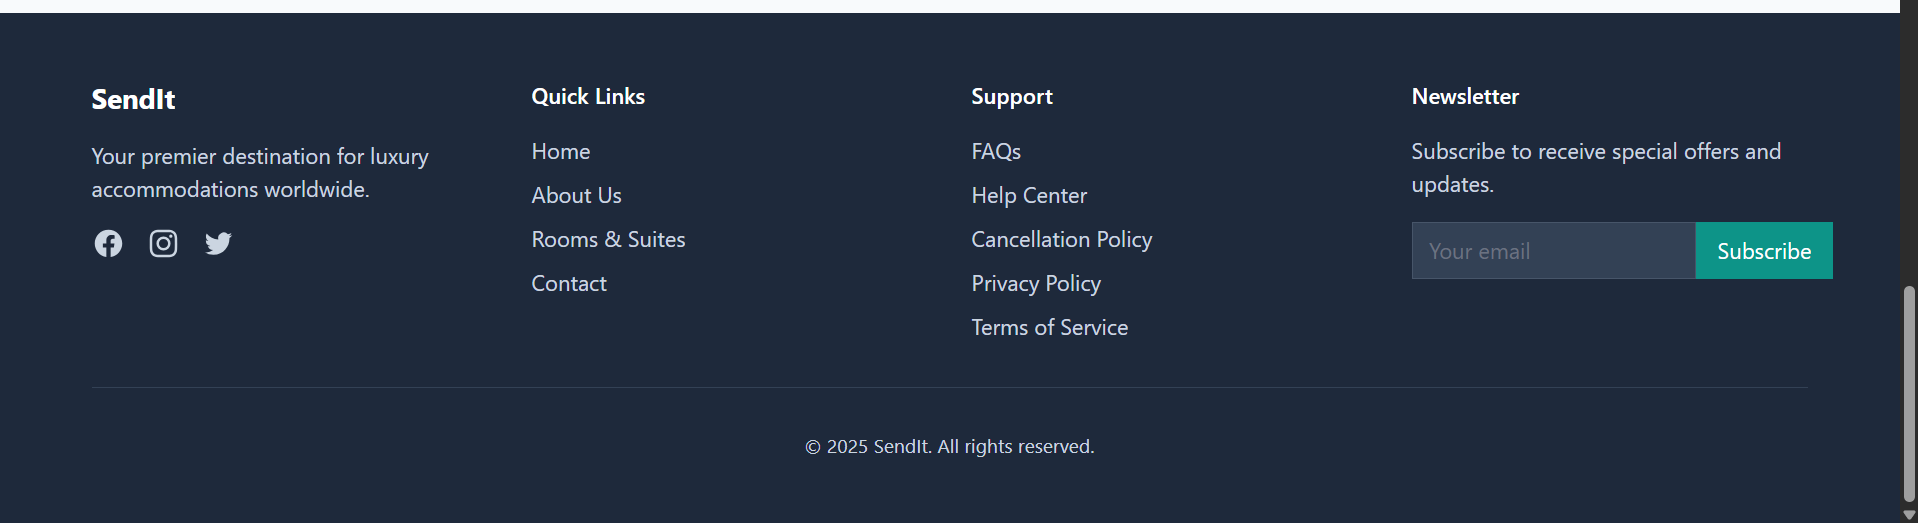 SendIt
Your premier destination for luxury
accommodations worldwide.
Quick Links
Home
About Us
Rooms & Suites
Contact
Support
FAQs
Help Center
Cancellation Policy
Privacy Policy
Terms of Service
Newsletter
Subscribe to receive special offers and
updates.
Your email
Subscribe
© 2025 SendIt. All rights reserved.